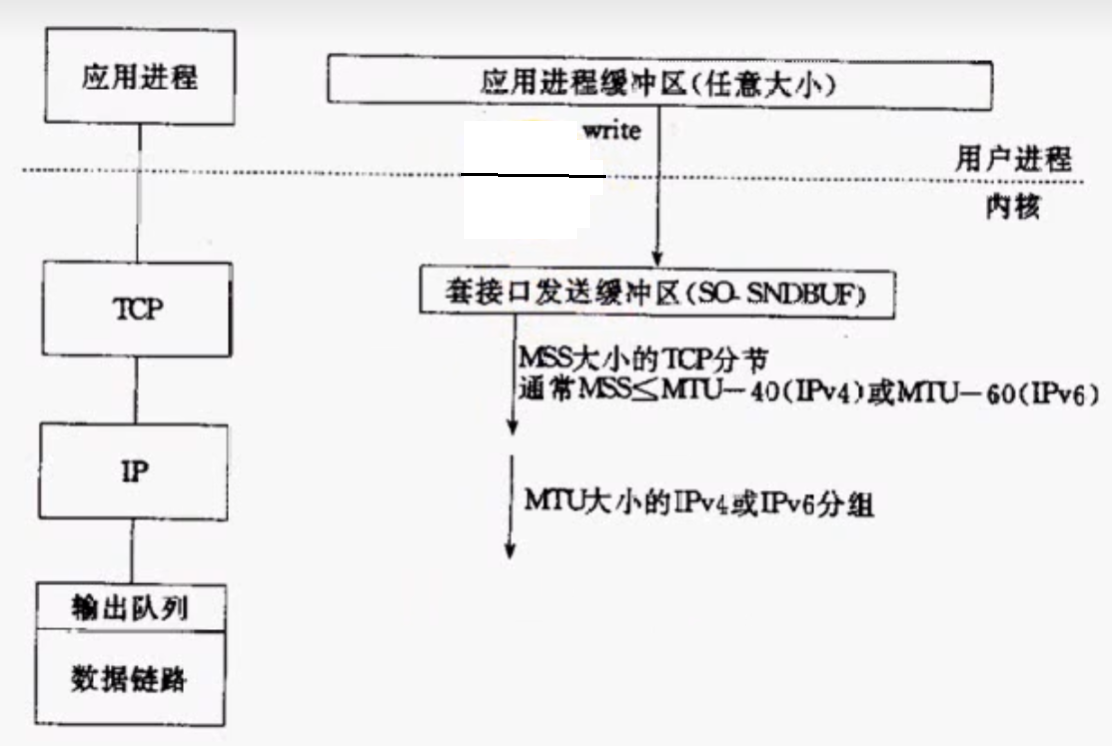 应用进程
应用进程缓冲区(任意大小)
write
用户进程
内核
TCP
套接口发送缓冲区(SO-SNDBUF)
MSS大小的TCP分节
通常MSS≤MTU－40(IPv4)或MTU－60(IPv6)
IP
MTU大小的IPv4或IPv6分组
输出队列
数据链路